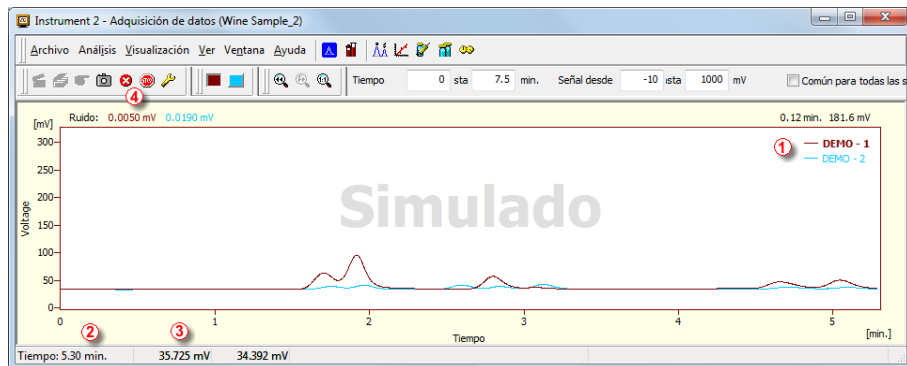 Instrument 2 - Adquisición de datos (Wine Sample_2)
Archivo Análisis Visualización Ver Ventana Ayuda
Tiempo 0 sta 7.5 min. Señal desde -10 asta 1000 mV Común para todas las s
4
[mV] Ruido: 0.0050 mV 0.0190 mV 0.12 min. 181.6 mV
1 DEMO - 1
DEMO - 2
300
250
200
150
100
50
0
Voltage
Simulado
0 1 2 3 4 5
Tiempo [min.]
2 3
Tiempo: 5.30 min. 35.725 mV 34.392 mV